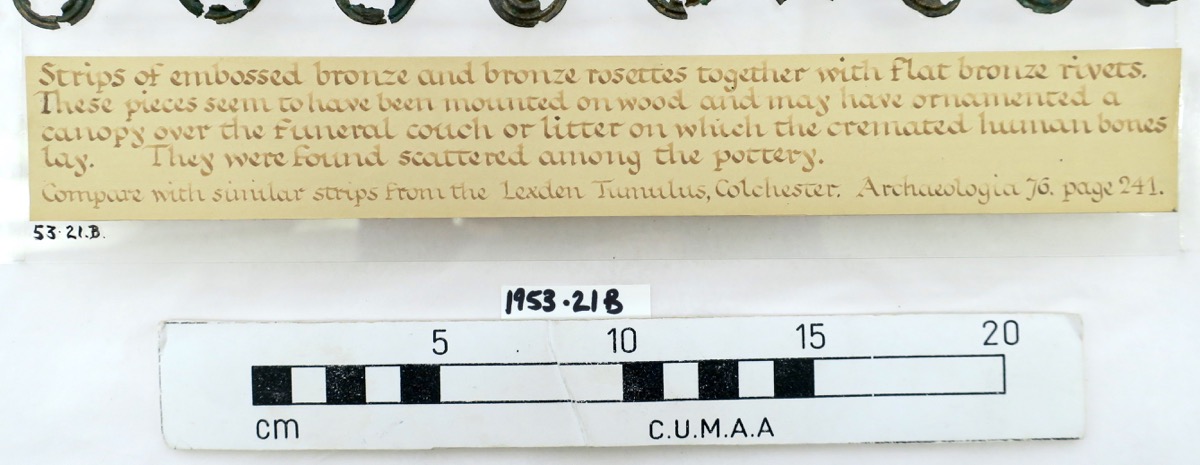 Strips of embossed bronze and bronze rosettes together with flat bronze rivets.
These pieces seem to have been mounted on wood and may have ornamented a
canopy over the funeral couch or litter on which the cremated human bones
lay. They were found scattered among the pottery.
Compare with similar strips from the Lexden Tumulus, Colchester. Archaeologia 76. page 241.
53.21.B.
1953.21B
5 10 15 20
cm C.U.M.A.A